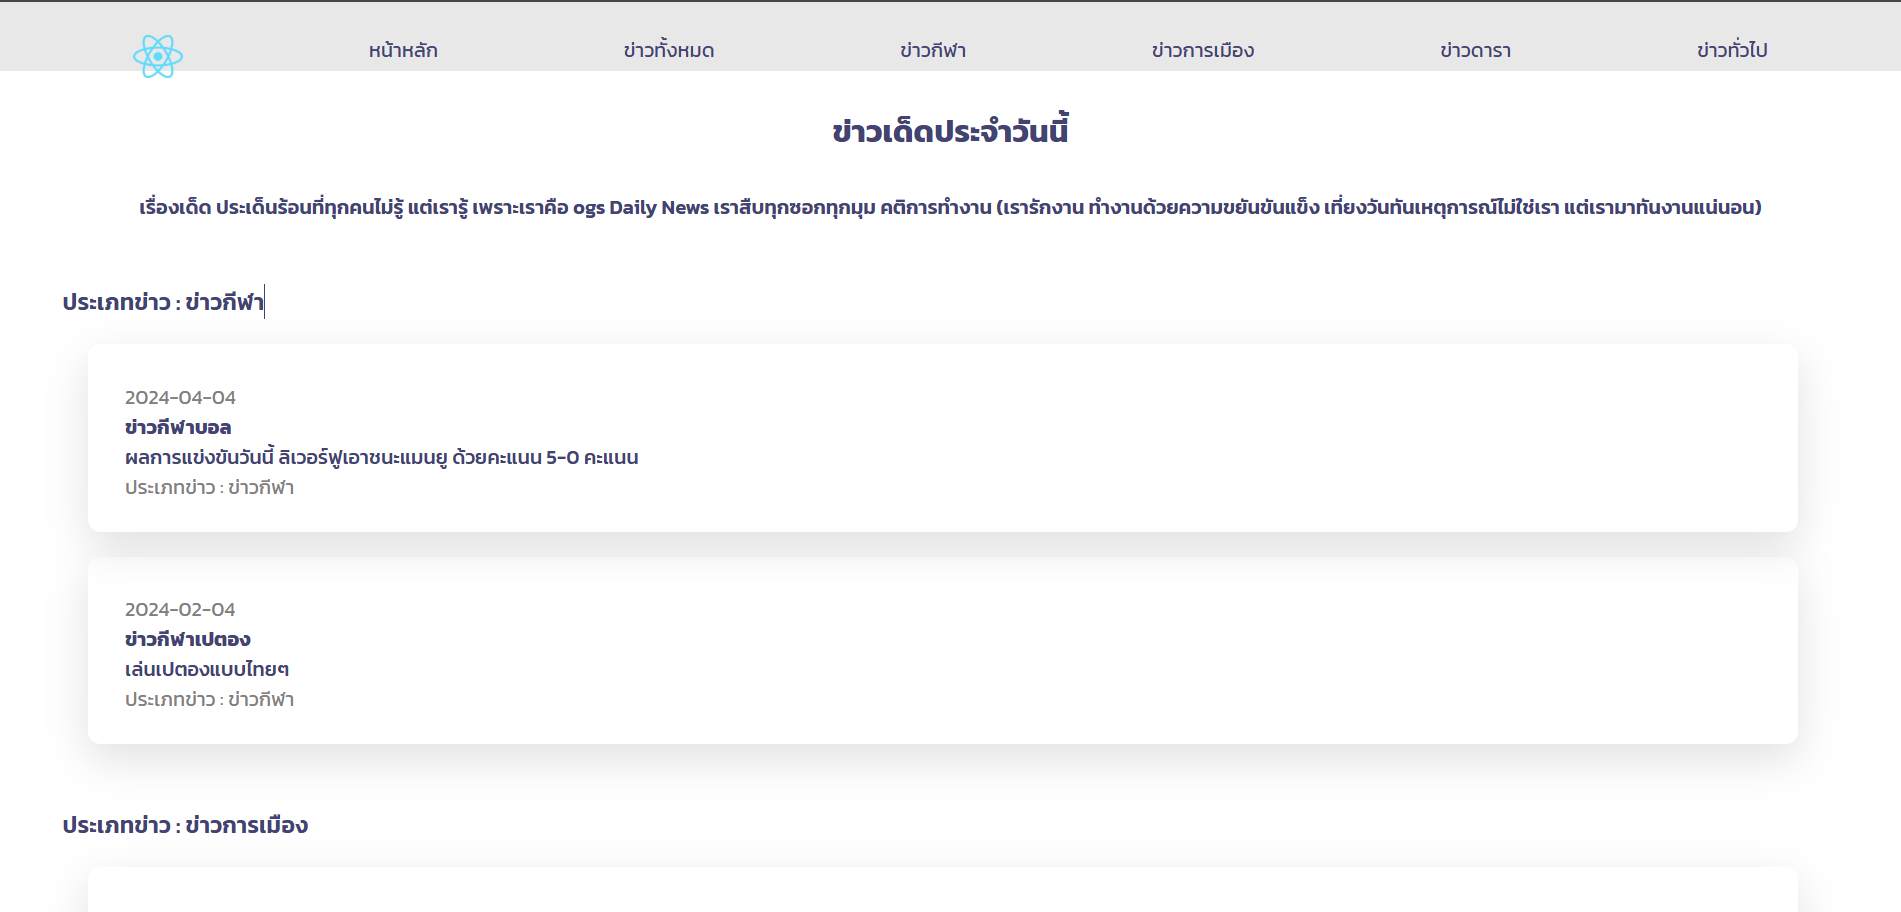 หน้าหลัก ข่าวทั้งหมด ข่าวกีฬา ข่าวการเมือง ข่าวดารา ข่าวทั่วไป
ข่าวเด็ดประจำวันนี้
เรื่องเด็ด ประเด็นร้อนที่ทุกคนไม่รู้ แต่เรารู้ เพราะเราคือ ogs Daily News เราสืบทุกซอกทุกมุม คติการทำงาน (เรารักงาน ทำงานด้วยความขยันขันแข็ง เที่ยงวันทันเหตุการณ์ไม่ใช่เรา แต่เรามาทันงานแน่นอน)
ประเภทข่าว : ข่าวกีฬา
2024-04-04
ข่าวกีฬาบอล
ผลการแข่งขันวันนี้ ลิเวอร์ฟูเอาชนะแมนยู ด้วยคะแนน 5-0 คะแนน
ประเภทข่าว : ข่าวกีฬา
2024-02-04
ข่าวกีฬาเปตอง
เล่นเปตองแบบไทยๆ
ประเภทข่าว : ข่าวกีฬา
ประเภทข่าว : ข่าวการเมือง